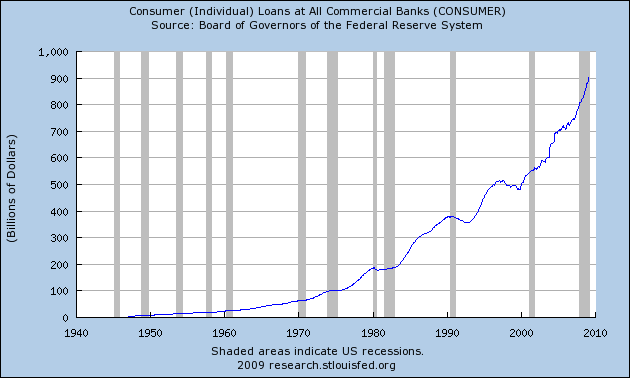 Consumer (Individual) Loans at All Commercial Banks (CONSUMER)
Source: Board of Governors of the Federal Reserve System
(Billions of Dollars)
1,000
900
800
700
600
500
400
300
200
100
0
1940 1950 1960 1970 1980 1990 2000 2010
Shaded areas indicate US recessions.
2009 research.stlouisfed.org